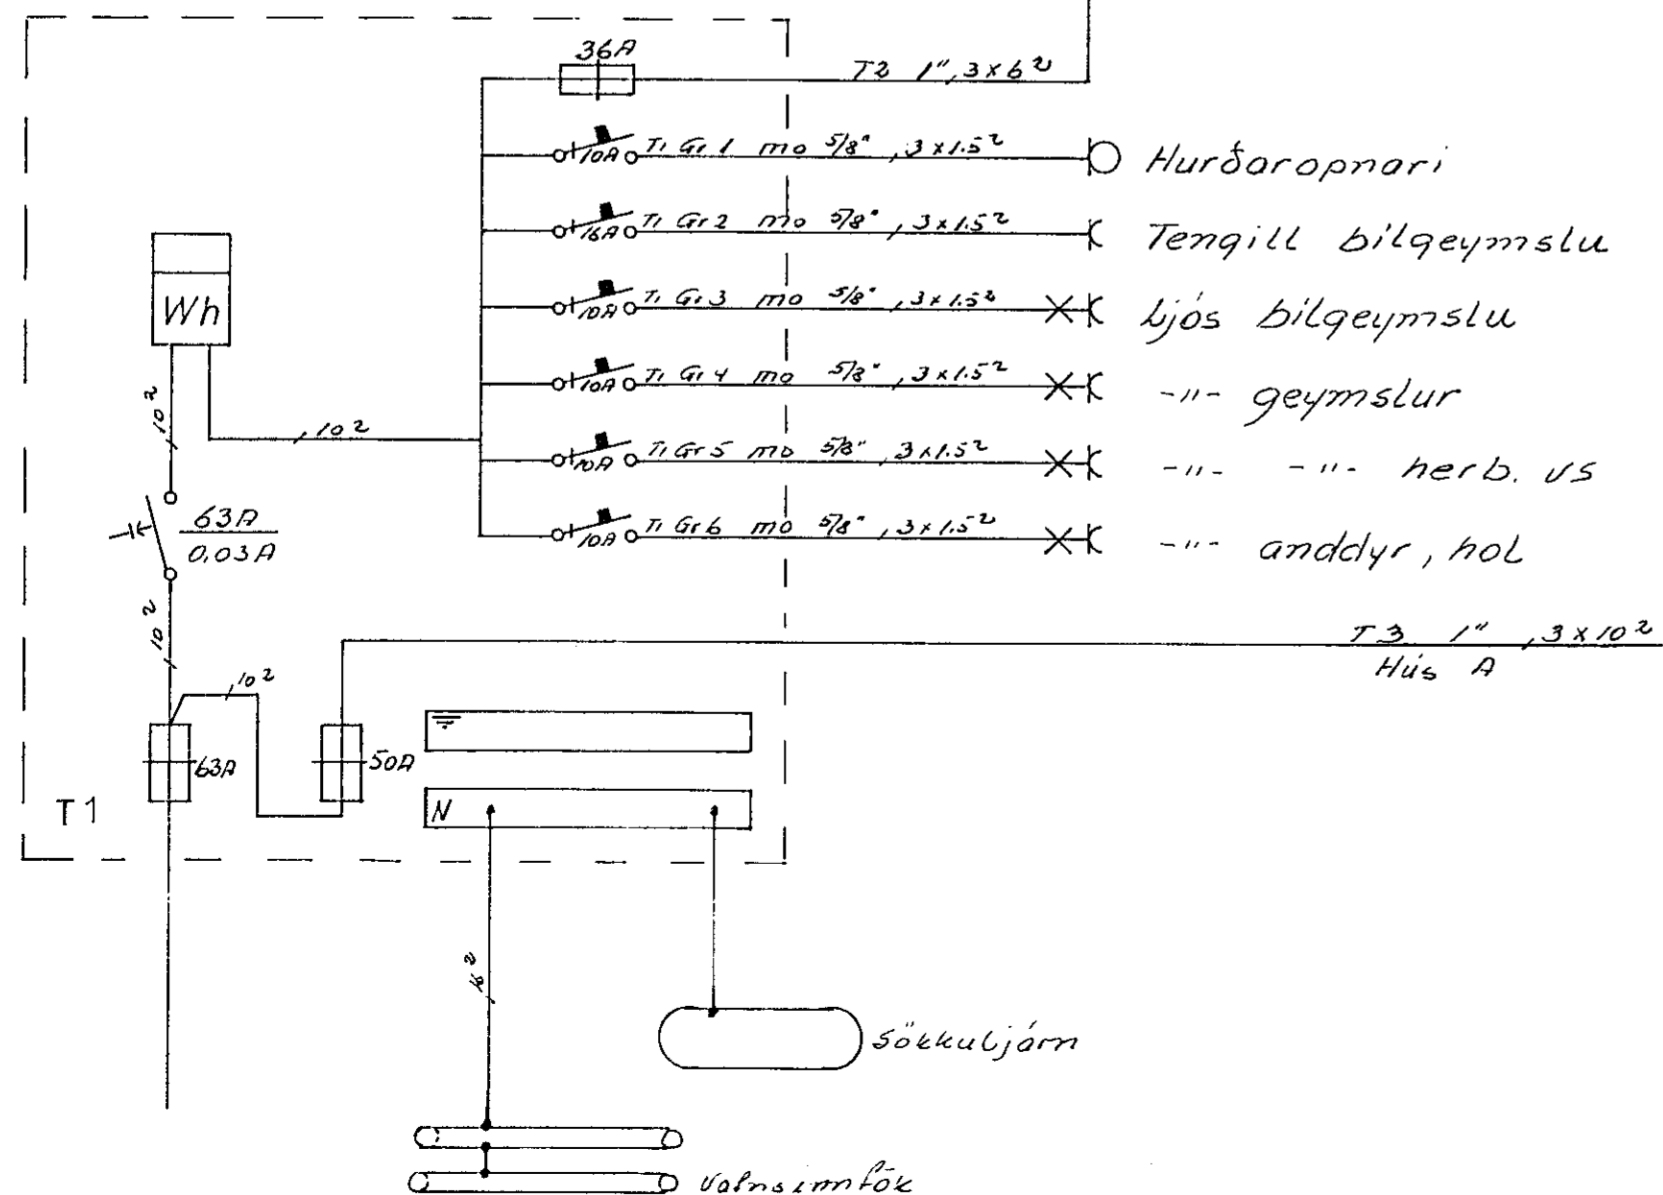 36A
T2 1", 3x6²
10A T1 Gr 1 mo 5/8", 3x1.5² Hurðaropnari
16A T1 Gr 2 mo 5/8", 3x1.5² Tengill bílgeymslu
10A T1 Gr 3 mo 5/8", 3x1.5² Ljós bílgeymslu
10A T1 Gr 4 mo 5/8", 3x1.5² -"- geymslur
10A T1 Gr 5 mo 5/8", 3x1.5² -"- -"- herb. vs
10A T1 Gr 6 mo 5/8", 3x1.5² -"- anddyr, hol
Wh
10²
10²
63A
0,03A
10²
T3 1", 3x10²
Hús A
10²
63A
50A
T1
N
Sökkuljárn
Vatnsinntök